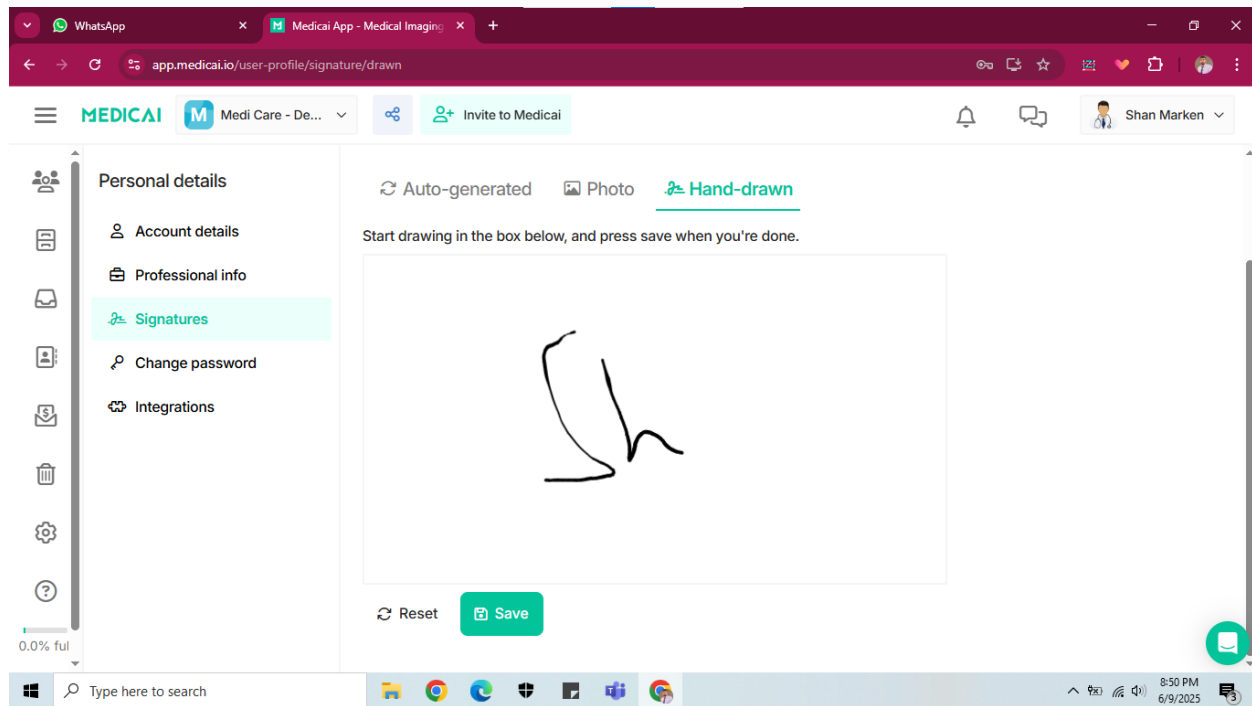 WhatsApp
Medicai App - Medical Imaging
app.medicai.io/user-profile/signature/drawn
MEDICAI
M
Medi Care - De...
Invite to Medicai
Shan Marken
Personal details
Account details
Professional info
Signatures
Change password
Integrations
Auto-generated
Photo
Hand-drawn
Start drawing in the box below, and press save when you're done.
Sh
Reset
Save
0.0% ful
Type here to search
8:50 PM
6/9/2025
3